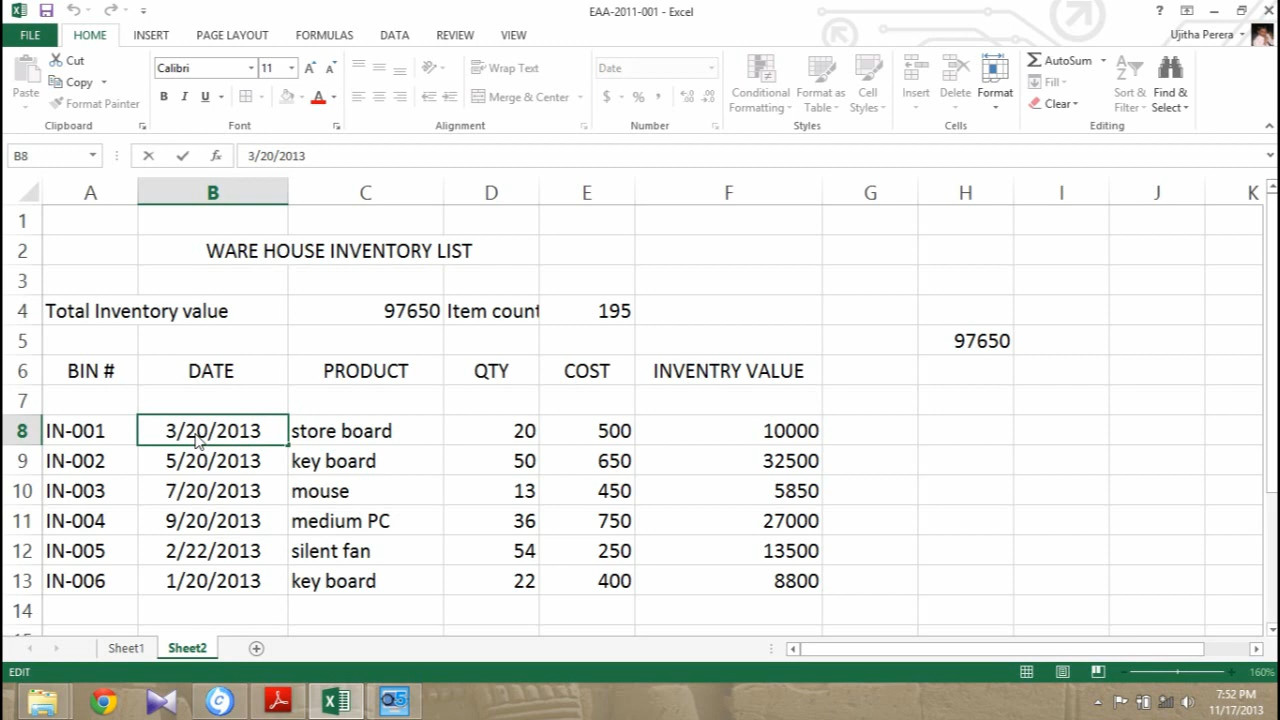 EAA-2011-001 - Excel
?
FILE HOME INSERT PAGE LAYOUT FORMULAS DATA REVIEW VIEW Ujitha Perera
Paste Cut Copy Format Painter Clipboard
Calibri 11 B I U A Font
Wrap Text Merge & Center Alignment
Date $ % , Number
Conditional Formatting Format as Table Cell Styles Styles
Insert Delete Format Cells
AutoSum Fill Clear Sort & Filter Find & Select Editing
B8 fx 3/20/2013
A B C D E F G H I J K
1
2 WARE HOUSE INVENTORY LIST
3
4 Total Inventory value 97650 Item count 195
5 97650
6 BIN # DATE PRODUCT QTY COST INVENTRY VALUE
7
8 IN-001 3/20/2013 store board 20 500 10000
9 IN-002 5/20/2013 key board 50 650 32500
10 IN-003 7/20/2013 mouse 13 450 5850
11 IN-004 9/20/2013 medium PC 36 750 27000
12 IN-005 2/22/2013 silent fan 54 250 13500
13 IN-006 1/20/2013 key board 22 400 8800
14
Sheet1 Sheet2
EDIT 160%
7:52 PM
11/17/2013